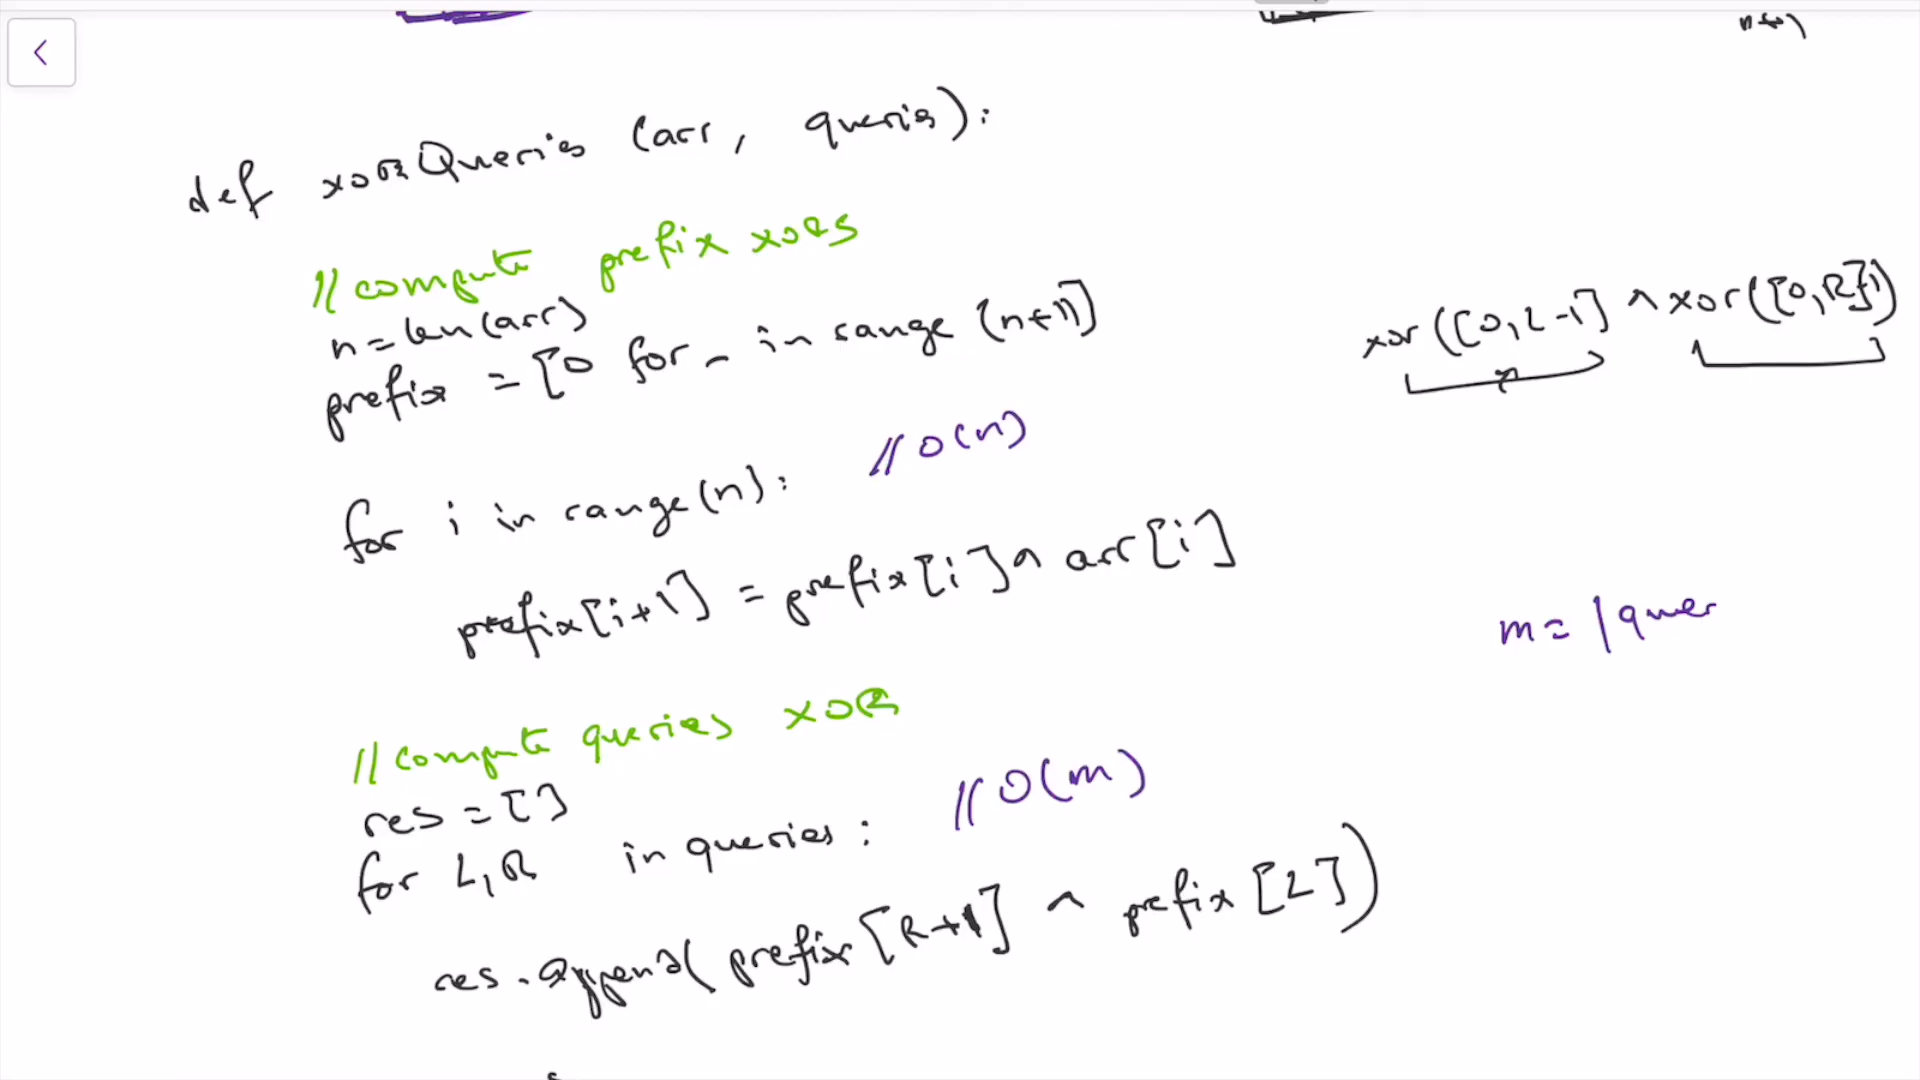 def xorQueries (arr, queries):
//compute prefix xors
n=len(arr)
prefix = [0 for _ in range (n+1)]
xor([0,L-1] ^ xor([0,R])
for i in range(n): //O(n)
prefix[i+1] = prefix[i] ^ arr[i]
m = |quer
//compute queries XOR
res = []
for L,R in queries: //O(m)
res.append(prefix[R+1] ^ prefix[L])